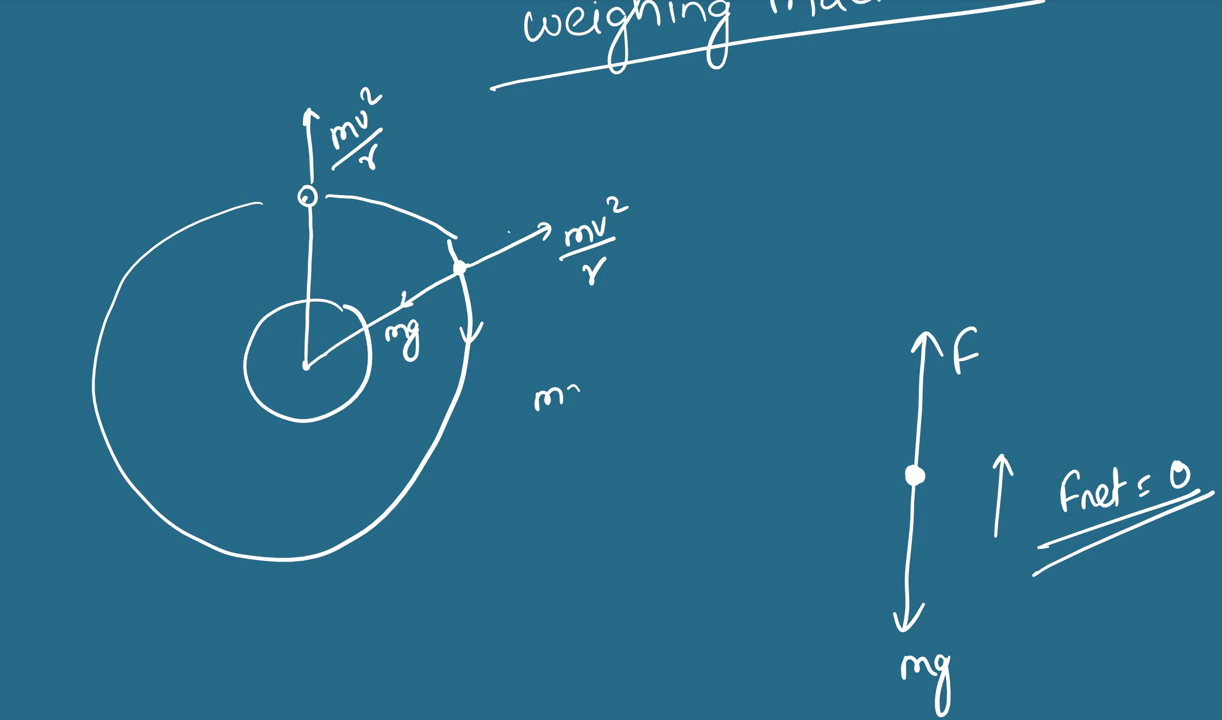 weighing
mv²/r
mv²/r
mg
F
m
Fnet = 0
mg